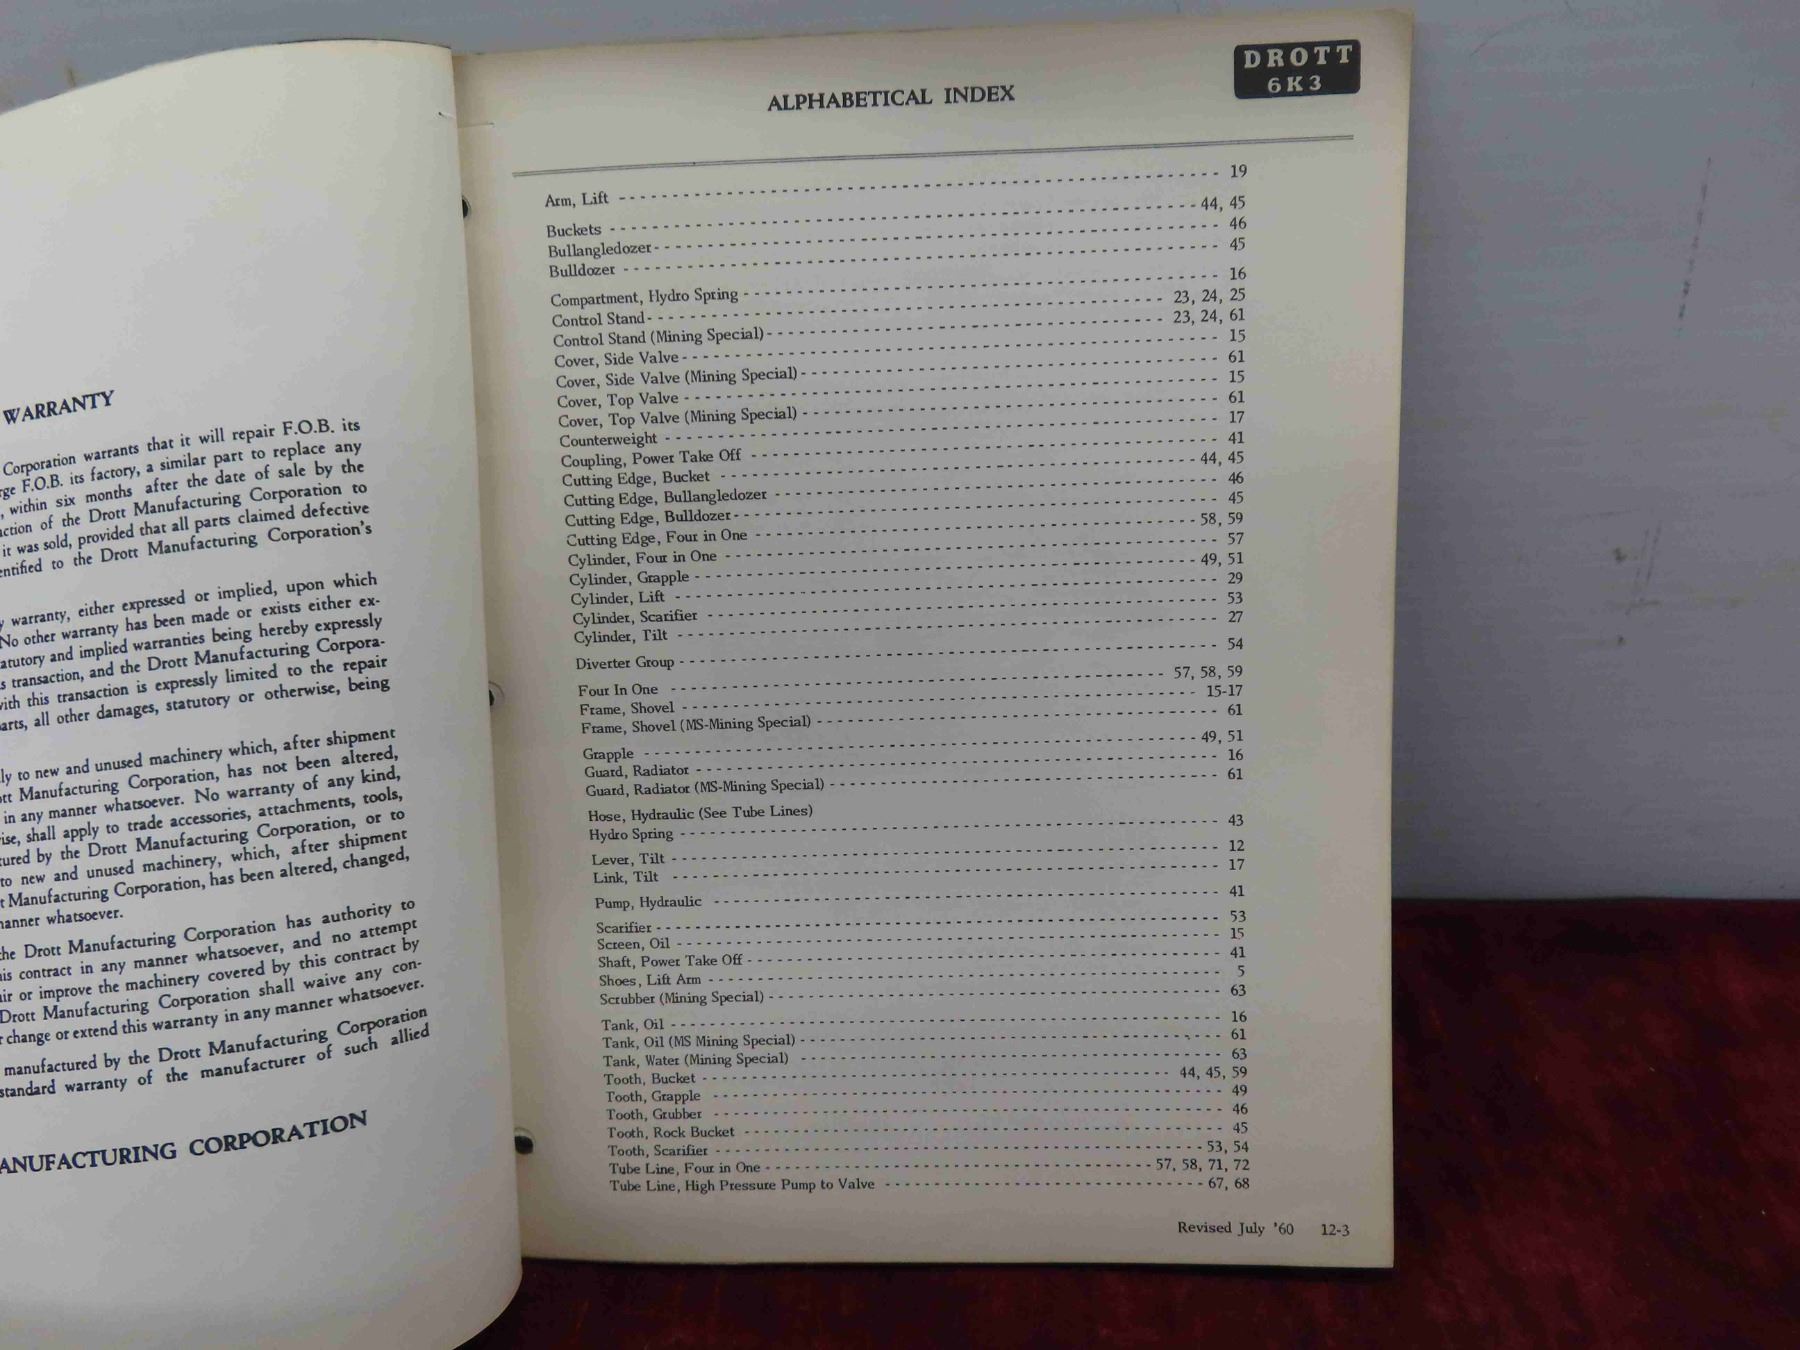 WARRANTY
Corporation warrants that it will repair F.O.B. its
F.O.B. its factory, a similar part to replace any
, within six months after the date of sale by the
of the Drott Manufacturing Corporation to
it was sold, provided that all parts claimed defective
to the Drott Manufacturing Corporation's
warranty, either expressed or implied, upon which
No other warranty has been made or exists either ex-
and implied warranties being hereby expressly
transaction, and the Drott Manufacturing Corpora-
with this transaction is expressly limited to the repair
all other damages, statutory or otherwise, being
to new and unused machinery which, after shipment
Manufacturing Corporation, has not been altered,
in any manner whatsoever. No warranty of any kind,
shall apply to trade accessories, attachments, tools,
by the Drott Manufacturing Corporation, or to
to new and unused machinery, which, after shipment
Manufacturing Corporation, has been altered, changed,
manner whatsoever.
the Drott Manufacturing Corporation has authority to
contract in any manner whatsoever, and no attempt
or improve the machinery covered by this contract by
Drott Manufacturing Corporation shall waive any con-
change or extend this warranty in any manner whatsoever.
manufactured by the Drott Manufacturing Corporation
standard warranty of the manufacturer of such allied
ANUFACTURING CORPORATION
DROTT
6K3
ALPHABETICAL INDEX
Arm, Lift - - - 19
Buckets - - - 44, 45
Bullangledozer - - - 46
Bulldozer - - - 45
Compartment, Hydro Spring - - - 16
Control Stand - - - 23, 24, 25
Control Stand (Mining Special) - - - 23, 24, 61
Cover, Side Valve - - - 15
Cover, Side Valve (Mining Special) - - - 61
Cover, Top Valve - - - 15
Cover, Top Valve (Mining Special) - - - 61
Counterweight - - - 17
Coupling, Power Take Off - - - 41
Cutting Edge, Bucket - - - 44, 45
Cutting Edge, Bullangledozer - - - 46
Cutting Edge, Bulldozer - - - 45
Cutting Edge, Four in One - - - 58, 59
Cylinder, Four in One - - - 57
Cylinder, Grapple - - - 49, 51
Cylinder, Lift - - - 29
Cylinder, Scarifier - - - 53
Cylinder, Tilt - - - 27
Diverter Group - - - 54
Four In One - - - 57, 58, 59
Frame, Shovel - - - 15-17
Frame, Shovel (MS-Mining Special) - - - 61
Grapple - - - 49, 51
Guard, Radiator - - - 16
Guard, Radiator (MS-Mining Special) - - - 61
Hose, Hydraulic (See Tube Lines)
Hydro Spring - - - 43
Lever, Tilt - - - 12
Link, Tilt - - - 17
Pump, Hydraulic - - - 41
Scarifier - - - 53
Screen, Oil - - - 15
Shaft, Power Take Off - - - 41
Shoes, Lift Arm - - - 5
Scrubber (Mining Special) - - - 63
Tank, Oil - - - 16
Tank, Oil (MS Mining Special) - - - 61
Tank, Water (Mining Special) - - - 63
Tooth, Bucket - - - 44, 45, 59
Tooth, Grapple - - - 49
Tooth, Grubber - - - 46
Tooth, Rock Bucket - - - 45
Tooth, Scarifier - - - 53, 54
Tube Line, Four in One - - - 57, 58, 71, 72
Tube Line, High Pressure Pump to Valve - - - 67, 68
Revised July '60 12-3